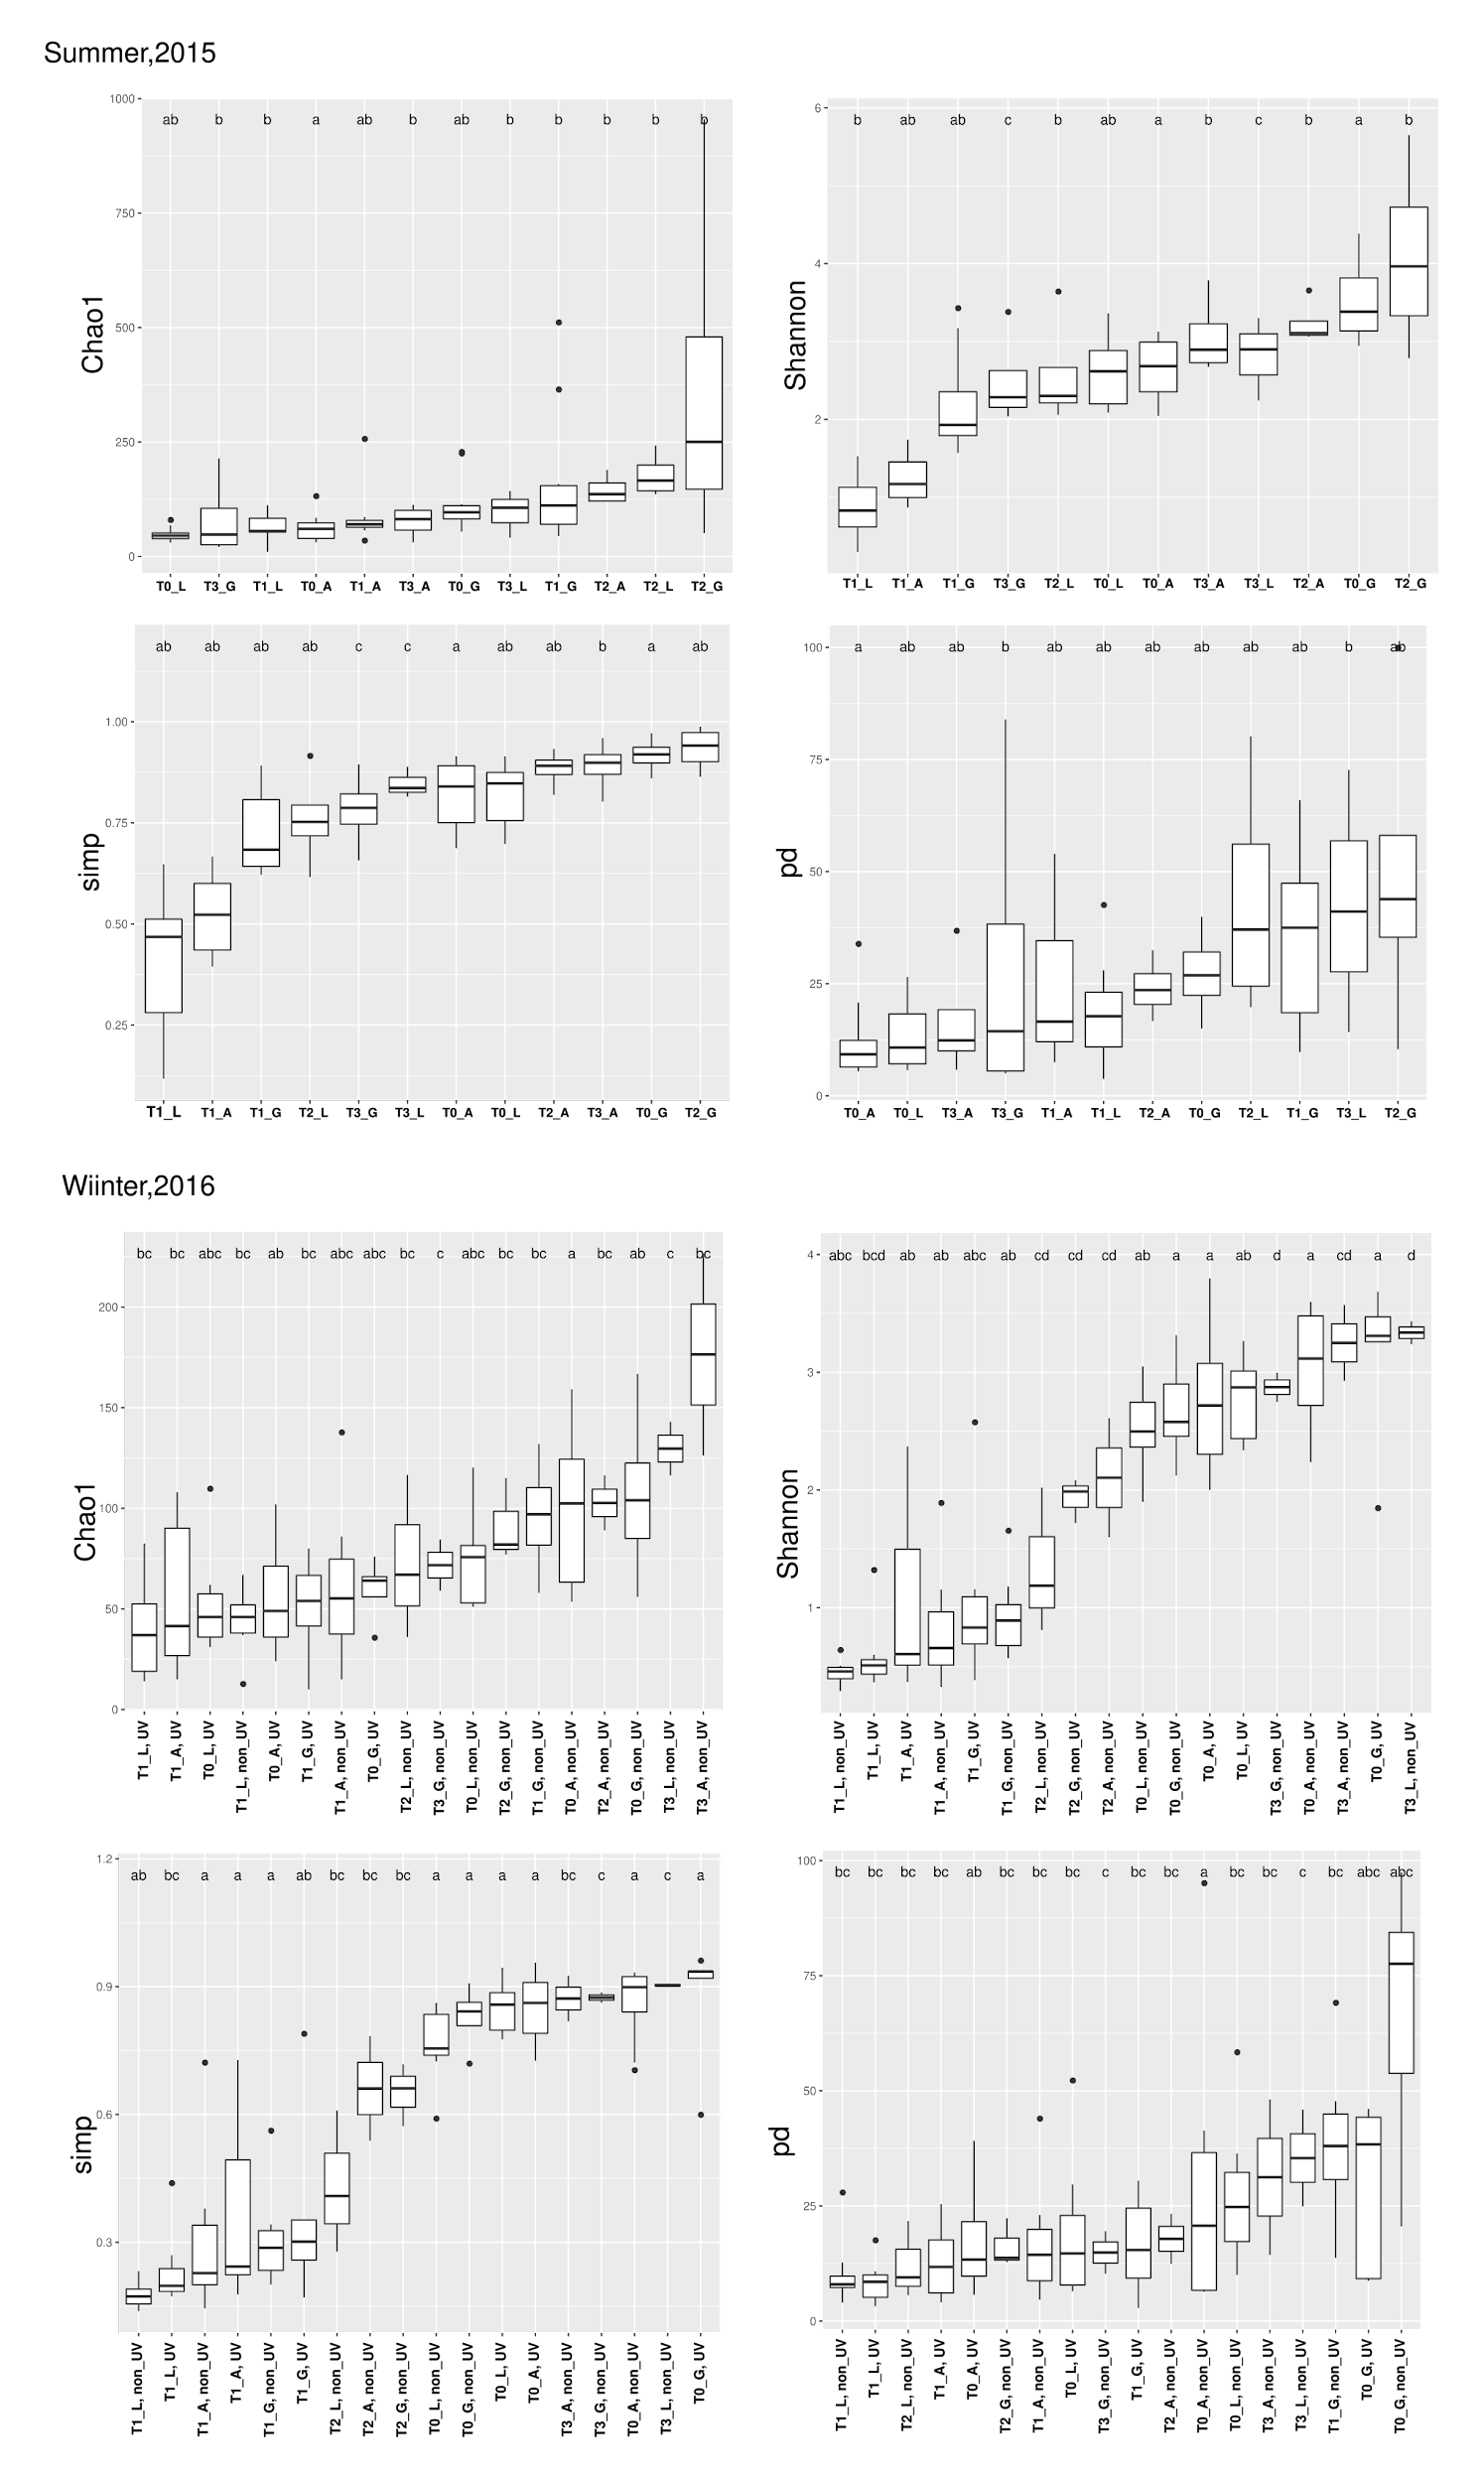 Summer,2015
1000
750
500
250
0
Chao1
ab b b a ab b ab b b b b b
T0_L T3_G T1_L T0_A T1_A T3_A T0_G T3_L T1_G T2_A T2_L T2_G
6
4
2
Shannon
b ab ab c b ab a b c b a b
T1_L T1_A T1_G T3_G T2_L T0_L T0_A T3_A T3_L T2_A T0_G T2_G
1.00
0.75
0.50
0.25
simp
ab ab ab ab c c a ab ab b a ab
T1_L T1_A T1_G T2_L T3_G T3_L T0_A T0_L T2_A T3_A T0_G T2_G
100
75
50
25
0
pd
a ab ab b ab ab ab ab ab ab b ab
T0_A T0_L T3_A T3_G T1_A T1_L T2_A T0_G T2_L T1_G T3_L T2_G
Wiinter,2016
200
150
100
50
0
Chao1
bc bc abc bc ab bc abc abc bc c abc bc bc a bc ab c bc
T1_L, UV
T1_A, UV
T0_L, UV
T1_L, non_UV
T0_A, UV
T1_G, UV
T1_A, non_UV
T0_G, UV
T2_L, non_UV
T3_G, non_UV
T0_L, non_UV
T2_G, non_UV
T1_G, non_UV
T0_A, non_UV
T2_A, non_UV
T0_G, non_UV
T3_L, non_UV
T3_A, non_UV
4
3
2
1
Shannon
abc bcd ab ab abc ab cd cd cd ab a a ab d a cd a d
T1_L, non_UV
T1_L, UV
T1_A, UV
T1_A, non_UV
T1_G, UV
T1_G, non_UV
T2_L, non_UV
T2_G, non_UV
T2_A, non_UV
T0_L, non_UV
T0_G, non_UV
T0_A, UV
T0_L, UV
T3_G, non_UV
T0_A, non_UV
T3_A, non_UV
T0_G, UV
T3_L, non_UV
1.2
0.9
0.6
0.3
simp
ab bc a a a ab bc bc bc a a a a bc c a c a
T1_L, non_UV
T1_L, UV
T1_A, non_UV
T1_A, UV
T1_G, non_UV
T1_G, UV
T2_L, non_UV
T2_A, non_UV
T2_G, non_UV
T0_L, non_UV
T0_G, non_UV
T0_L, UV
T0_A, UV
T3_A, non_UV
T3_G, non_UV
T0_A, non_UV
T3_L, non_UV
T0_G, UV
100
75
50
25
0
pd
bc bc bc bc ab bc bc bc c bc bc a bc bc c bc abc abc
T1_L, non_UV
T1_L, UV
T2_L, non_UV
T1_A, UV
T0_A, UV
T2_G, non_UV
T1_A, non_UV
T0_L, UV
T3_G, non_UV
T1_G, UV
T2_A, non_UV
T0_A, non_UV
T0_L, non_UV
T3_A, non_UV
T3_L, non_UV
T1_G, non_UV
T0_G, UV
T0_G, non_UV